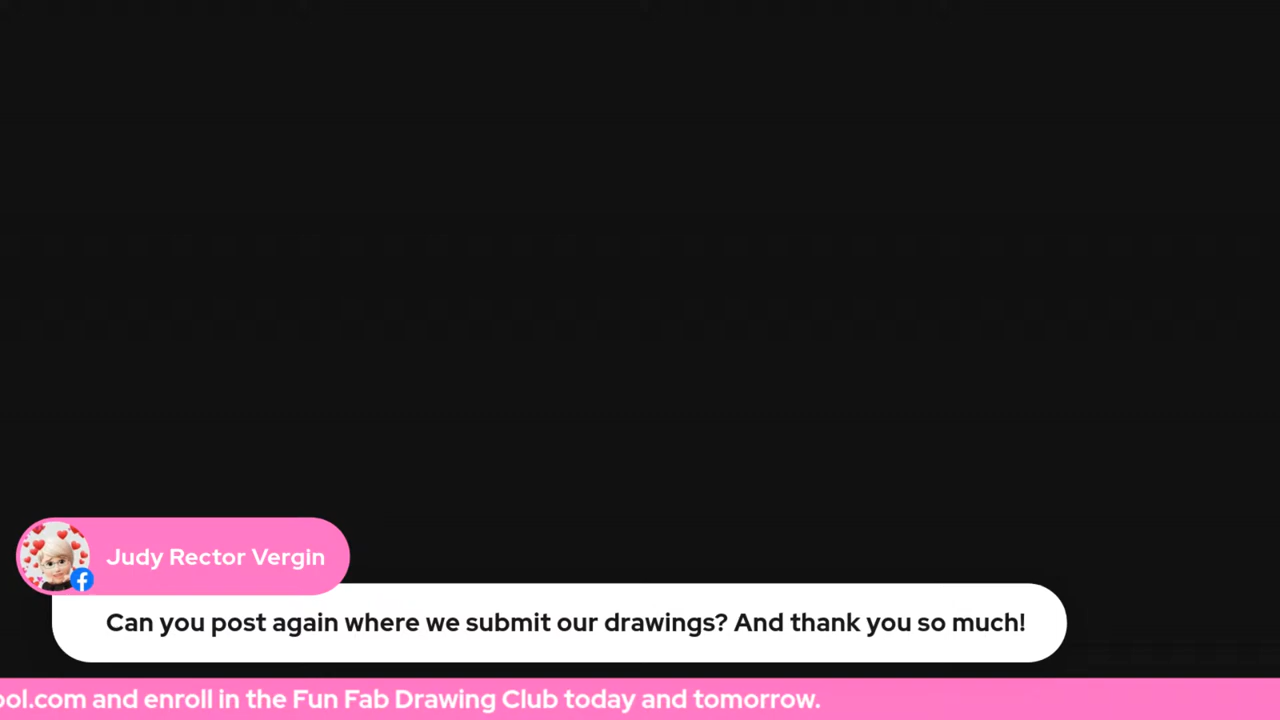 Judy Rector Vergin
Can you post again where we submit our drawings? And thank you so much!
ool.com and enroll in the Fun Fab Drawing Club today and tomorrow.